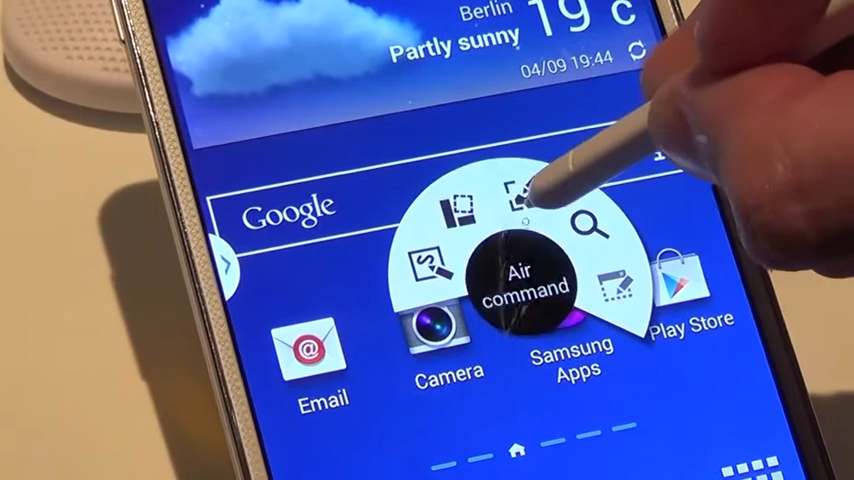 Berlin
19°C
Partly sunny
04/09 19:44
Google
Air
command
Email
Camera
Samsung
Apps
Play Store